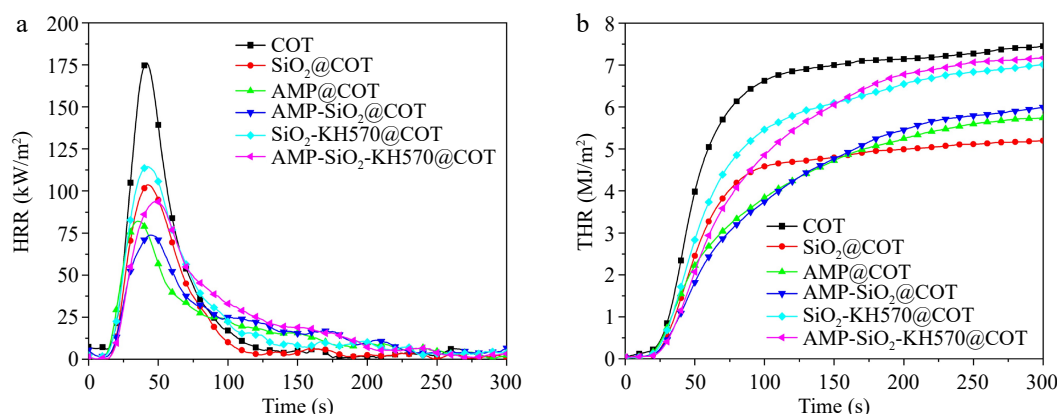 a
200
175
150
125
100
75
50
25
0
HRR (kW/m²)
COT
SiO₂@COT
AMP@COT
AMP-SiO₂@COT
SiO₂-KH570@COT
AMP-SiO₂-KH570@COT
0 50 100 150 200 250 300
Time (s)
b
8
7
6
5
4
3
2
1
0
THR (MJ/m²)
COT
SiO₂@COT
AMP@COT
AMP-SiO₂@COT
SiO₂-KH570@COT
AMP-SiO₂-KH570@COT
0 50 100 150 200 250 300
Time (s)